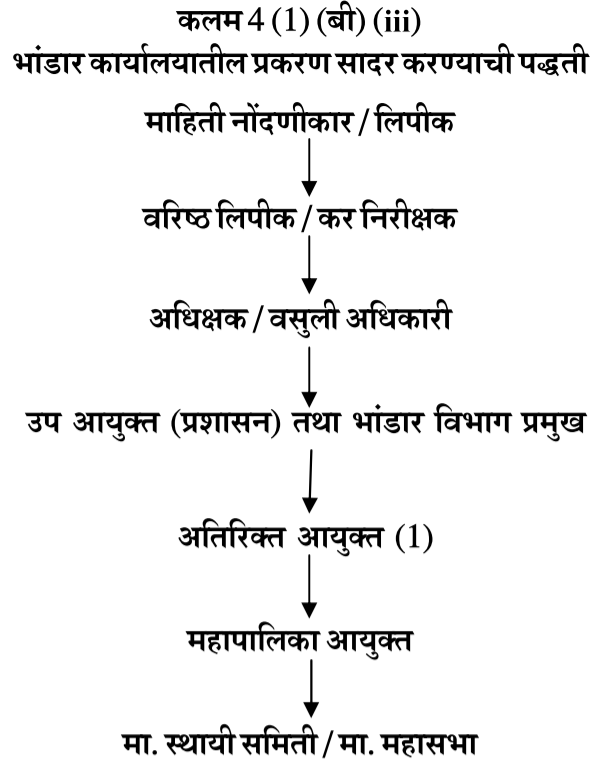 कलम 4 (1) (बी) (iii)
भांडार कार्यालयातील प्रकरण सादर करण्याची पद्धती
माहिती नोंदणीकार / लिपीक
वरिष्ठ लिपीक / कर निरीक्षक
अधिक्षक / वसुली अधिकारी
उप आयुक्त (प्रशासन) तथा भांडार विभाग प्रमुख
अतिरिक्त आयुक्त (1)
महापालिका आयुक्त
मा. स्थायी समिती / मा. महासभा